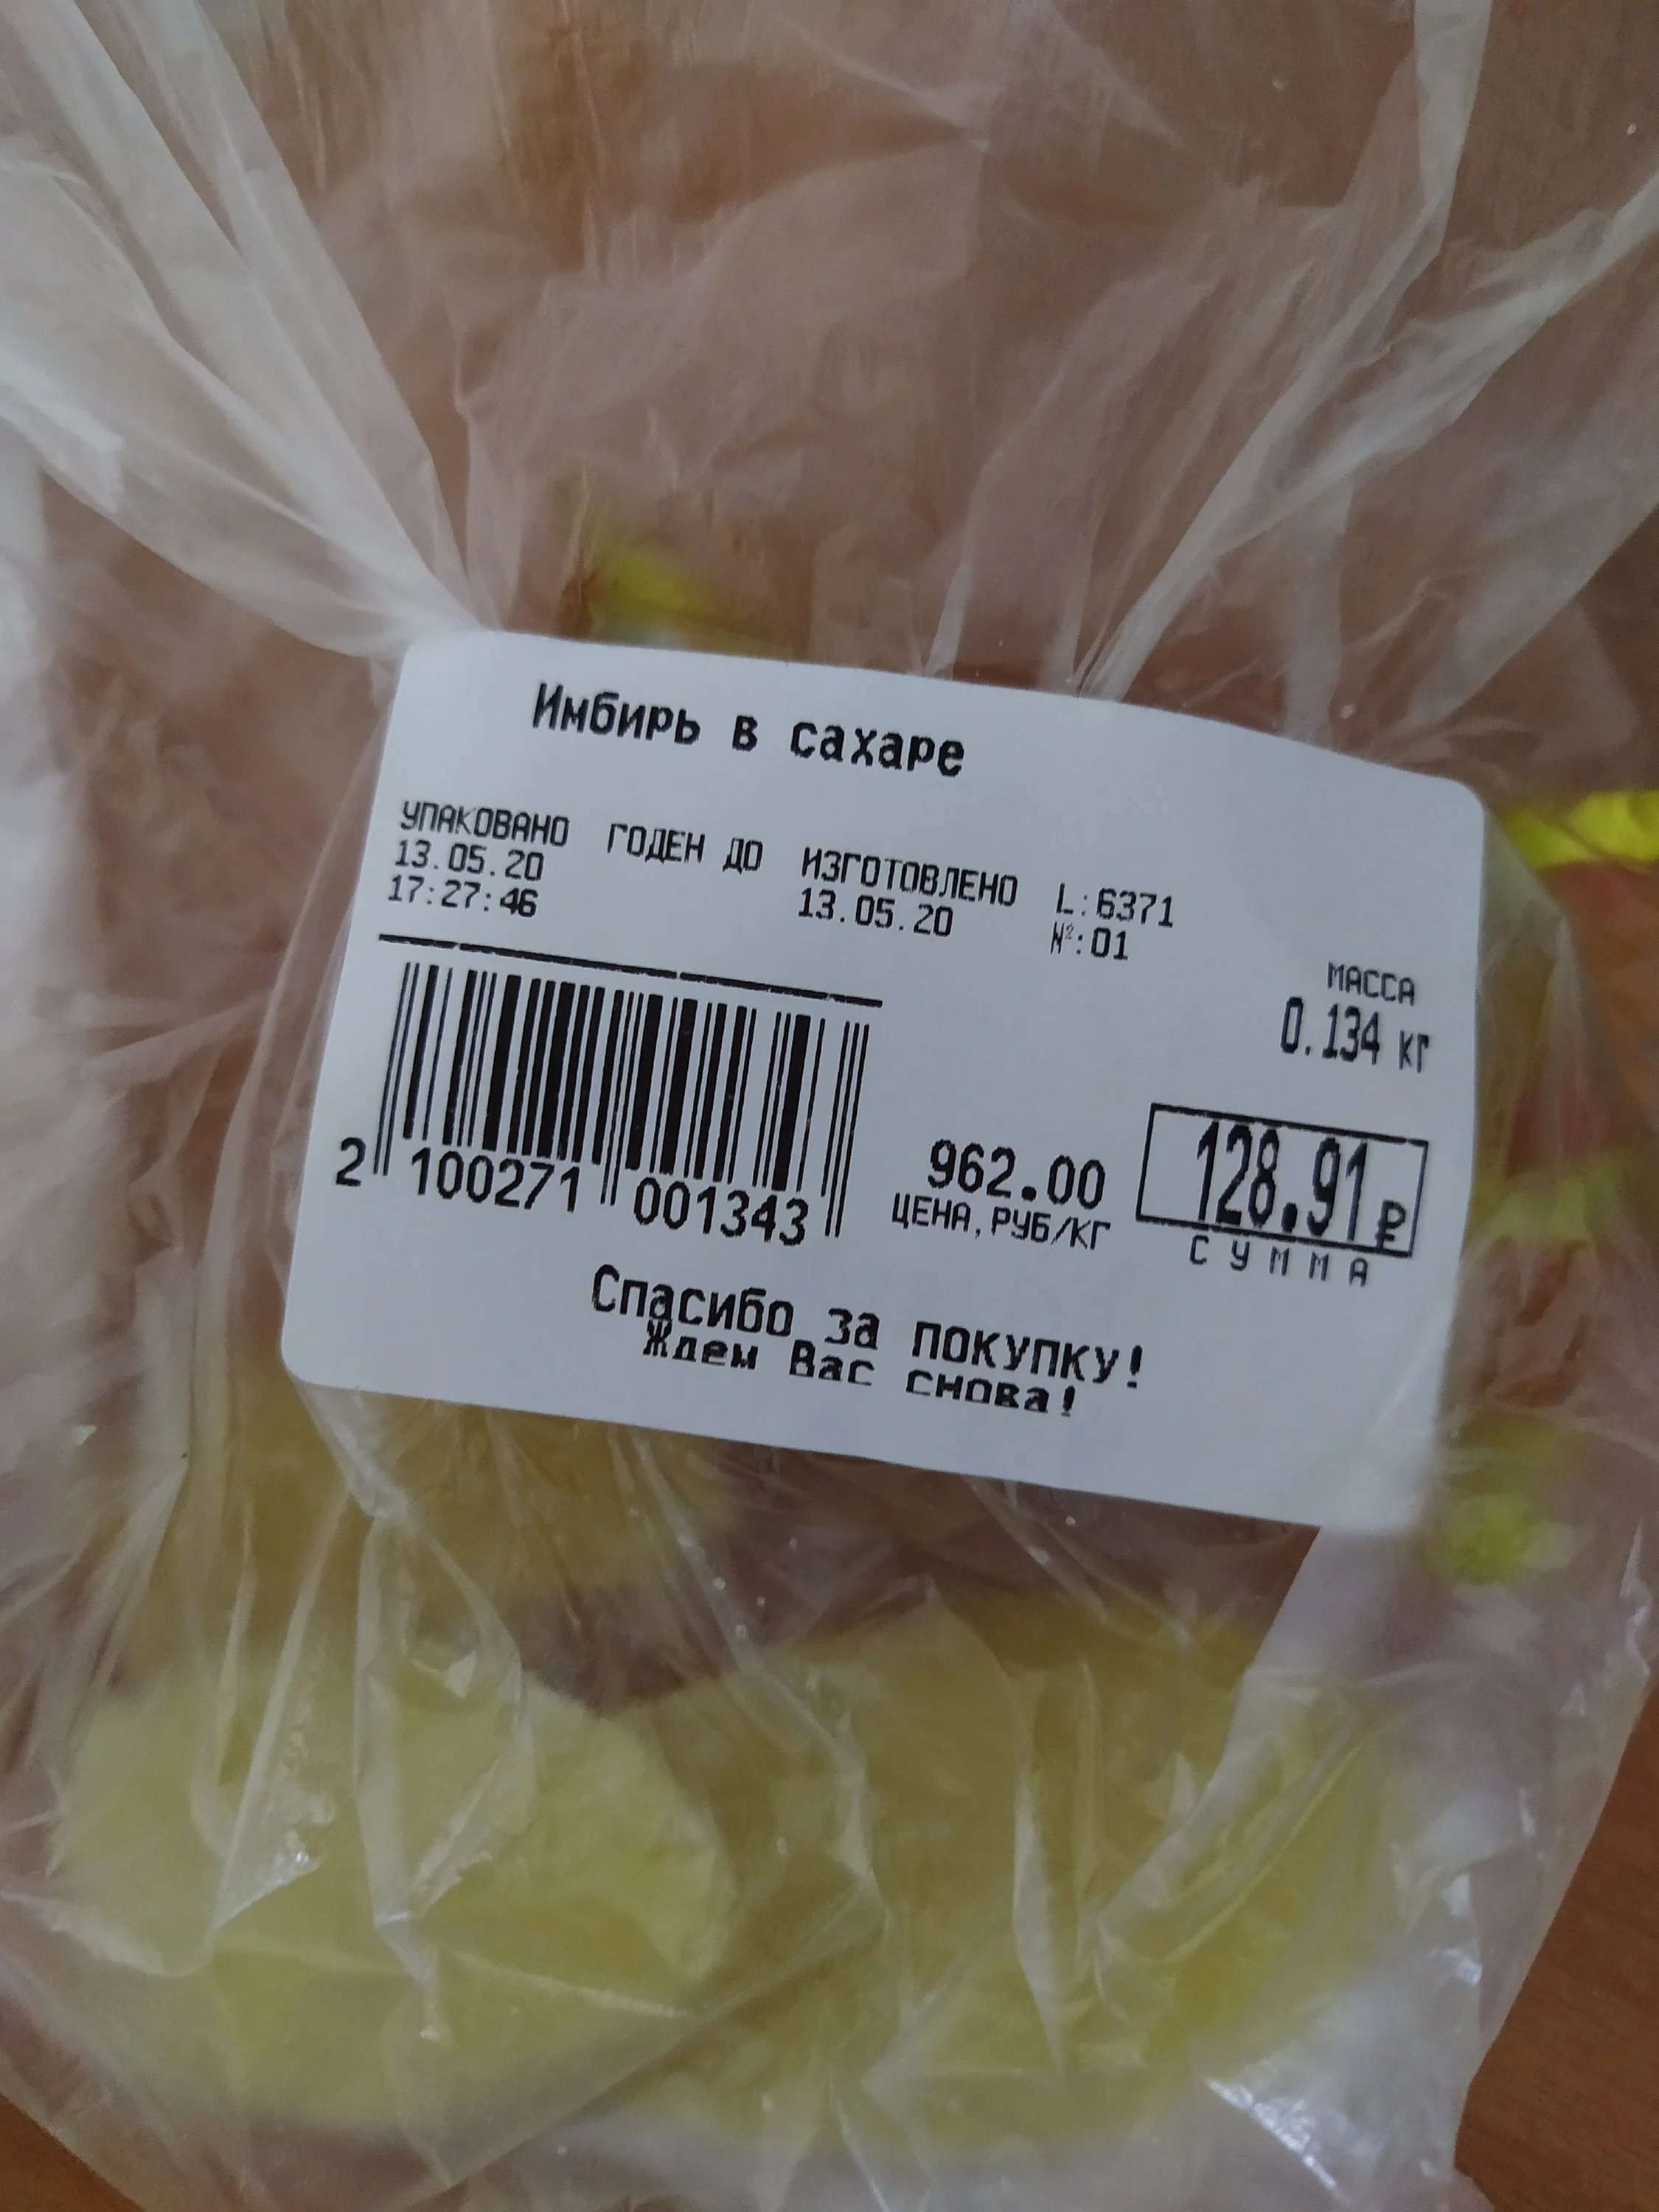 Имбирь в сахаре
УПАКОВАНО ГОДЕН ДО ИЗГОТОВЛЕНО L:6371
13.05.20 13.05.20 №:01
17:27:46
МАССА
0.134 кг
2 100271 001343
962.00 128.91₽
ЦЕНА,РУБ/КГ СУММА
Спасибо за покупку!
Ждем Вас снова!